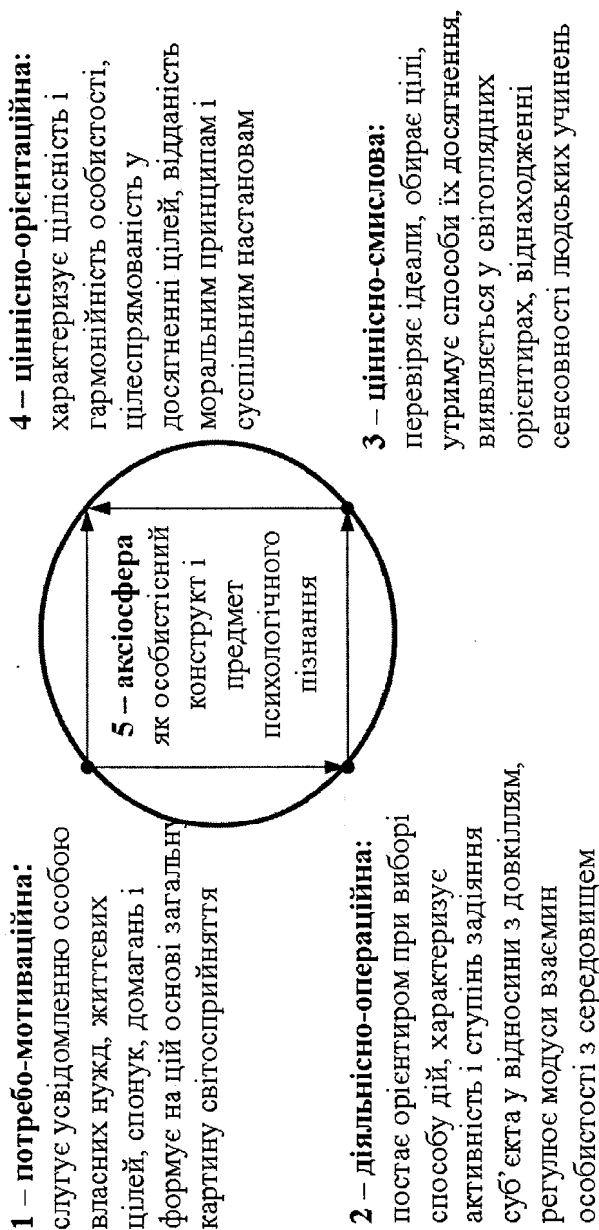 1 – потребо-мотиваційна:
слугує усвідомленню особою
власних нужд, життєвих
цілей, спонук, домагань і
формує на цій основі загальну
картину світосприйняття
4 – ціннісно-орієнтаційна:
характеризує цілісність і
гармонійність особистості,
цілеспрямованість у
досягненні цілей, відданість
моральним принципам і
суспільним настановам
5 – аксіосфера
як особистісний
конструкт і
предмет
психологічного
пізнання
2 – діяльнісно-операційна:
постає орієнтиром при виборі
способу дій, характеризує
активність і ступінь задіяння
суб’єкта у відносини з довкіллям,
регулює модуси взаємин
особистості з середовищем
3 – ціннісно-смислова:
перевіряє ідеали, обирає цілі,
утримує способи їх досягнення,
виявляється у світоглядних
орієнтирах, віднаходженні
сенсовності людських учинень